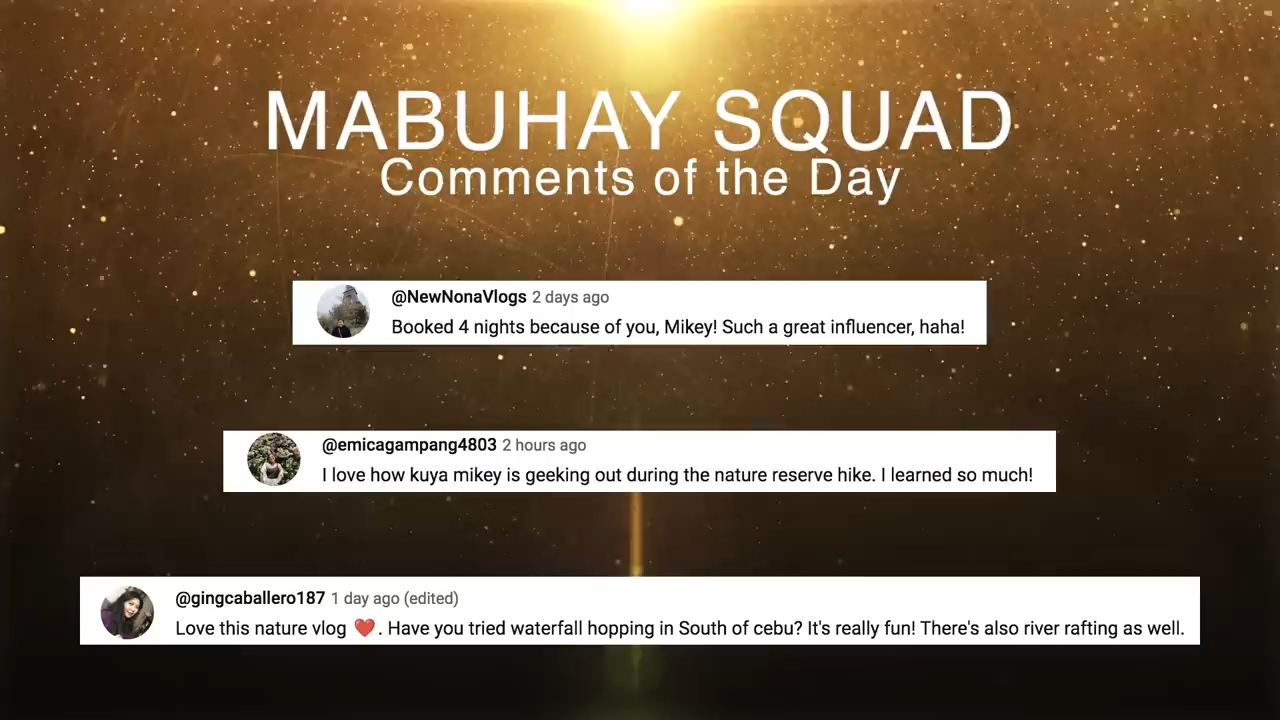 MABUHAY SQUAD
Comments of the Day
@NewNonaVlogs 2 days ago
Booked 4 nights because of you, Mikey! Such a great influencer, haha!
@emicagampang4803 2 hours ago
I love how kuya mikey is geeking out during the nature reserve hike. I learned so much!
@gingcaballero187 1 day ago (edited)
Love this nature vlog ❤️. Have you tried waterfall hopping in South of cebu? It's really fun! There's also river rafting as well.